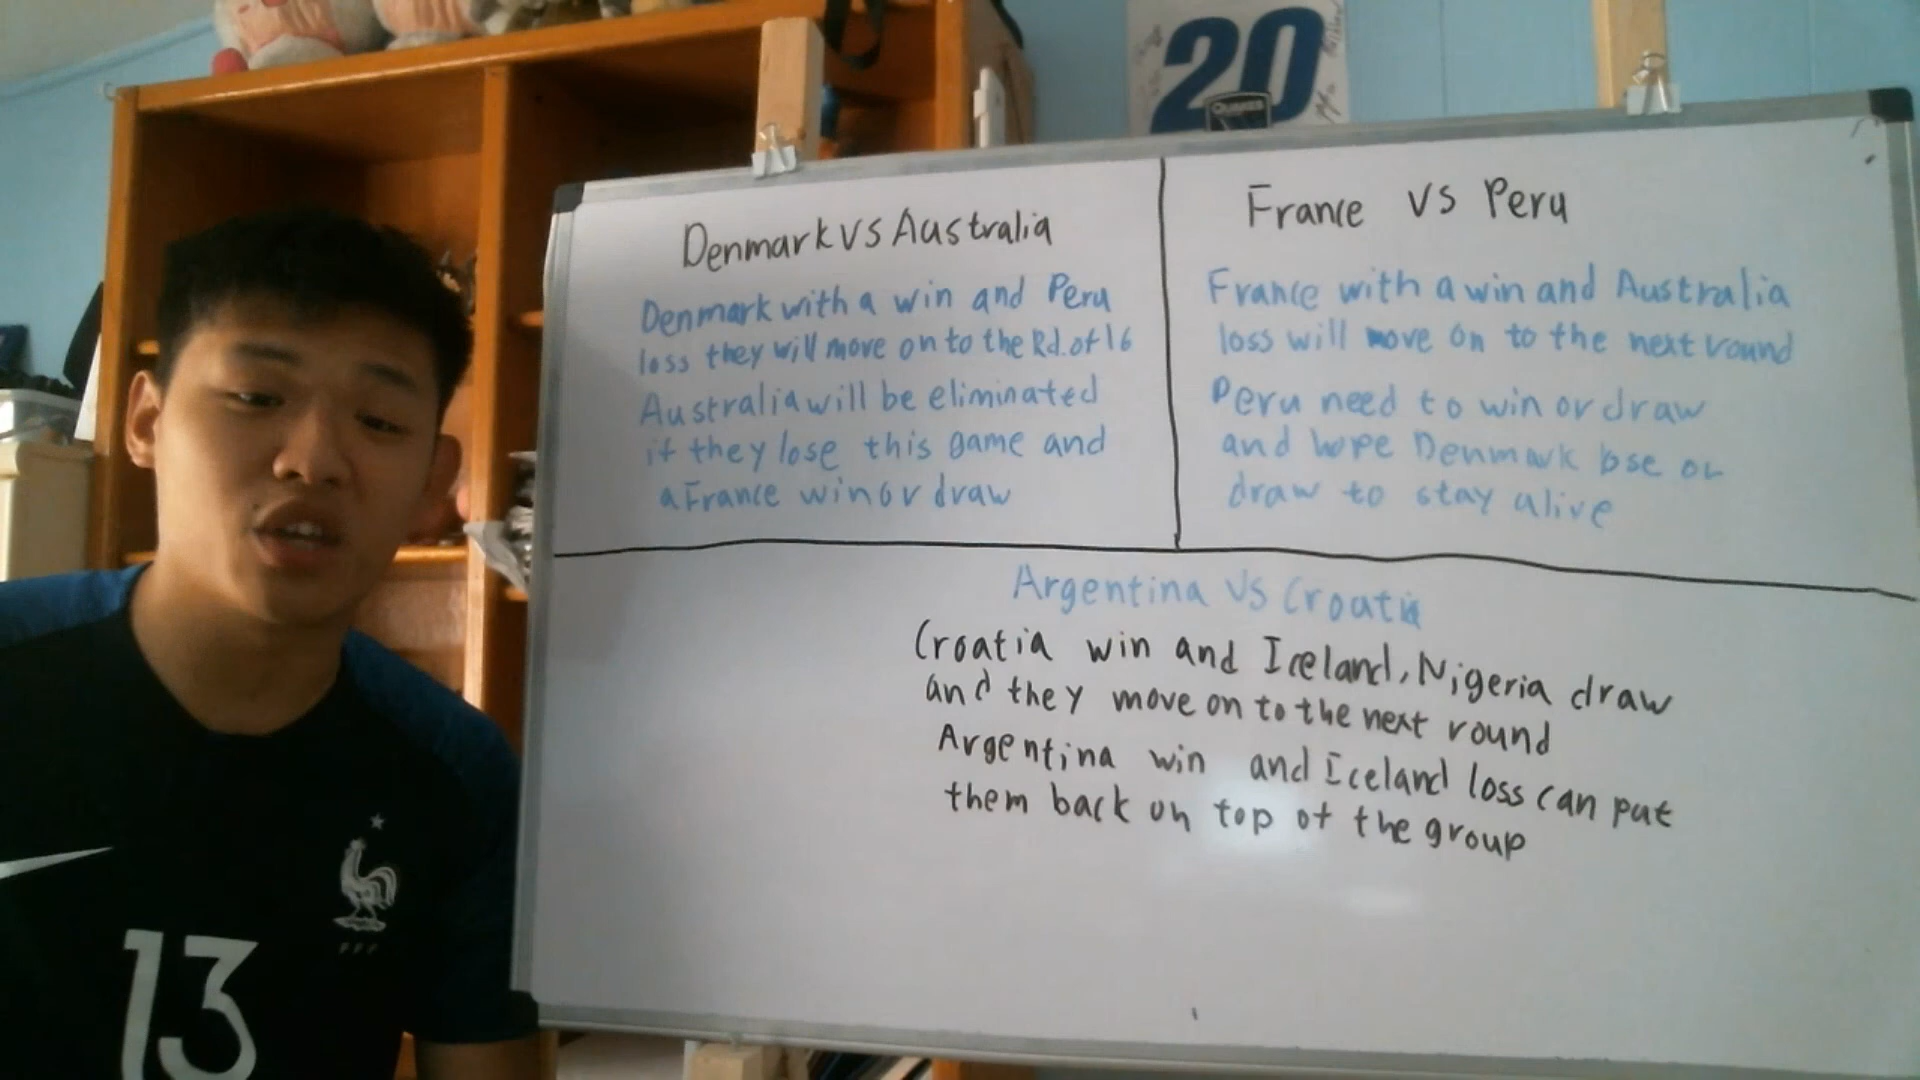 20
QUAKER
Denmark vs Australia
Denmark with a win and Peru
loss they will move on to the Rd. of 16
Australia will be eliminated
if they lose this game and
a France win or draw
France vs Peru
France with a win and Australia
loss will move on to the next round
Peru need to win or draw
and hope Denmark lose or
draw to stay alive
Argentina vs Croatia
Croatia win and Iceland, Nigeria draw
and they move on to the next round
Argentina win and Iceland loss can put
them back on top of the group
FFF
13